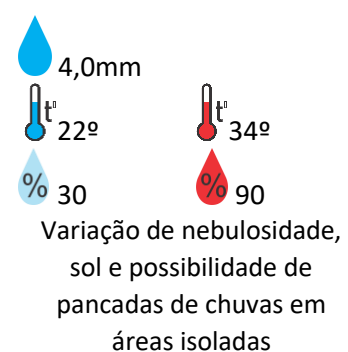 4,0mm
t° 22º t° 34º
% 30 % 90
Variação de nebulosidade,
sol e possibilidade de
pancadas de chuvas em
áreas isoladas